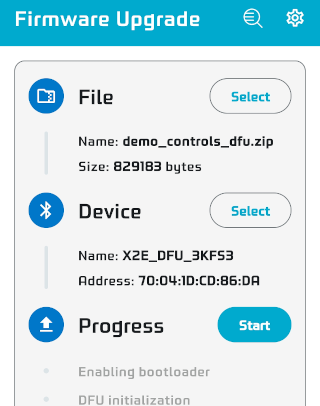 Firmware Upgrade
File
Select
Name: demo_controls_dfu.zip
Size: 829183 bytes
Device
Select
Name: X2E_DFU_3KFS3
Address: 70:04:1D:CD:86:DA
Progress
Start
Enabling bootloader
DFU initialization